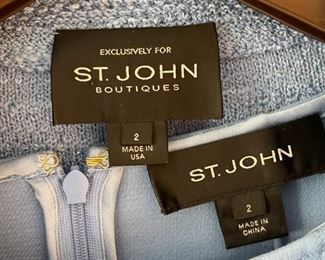 EXCLUSIVELY FOR
ST. JOHN
BOUTIQUES
2
MADE IN
USA
ST. JOHN
2
MADE IN
CHINA